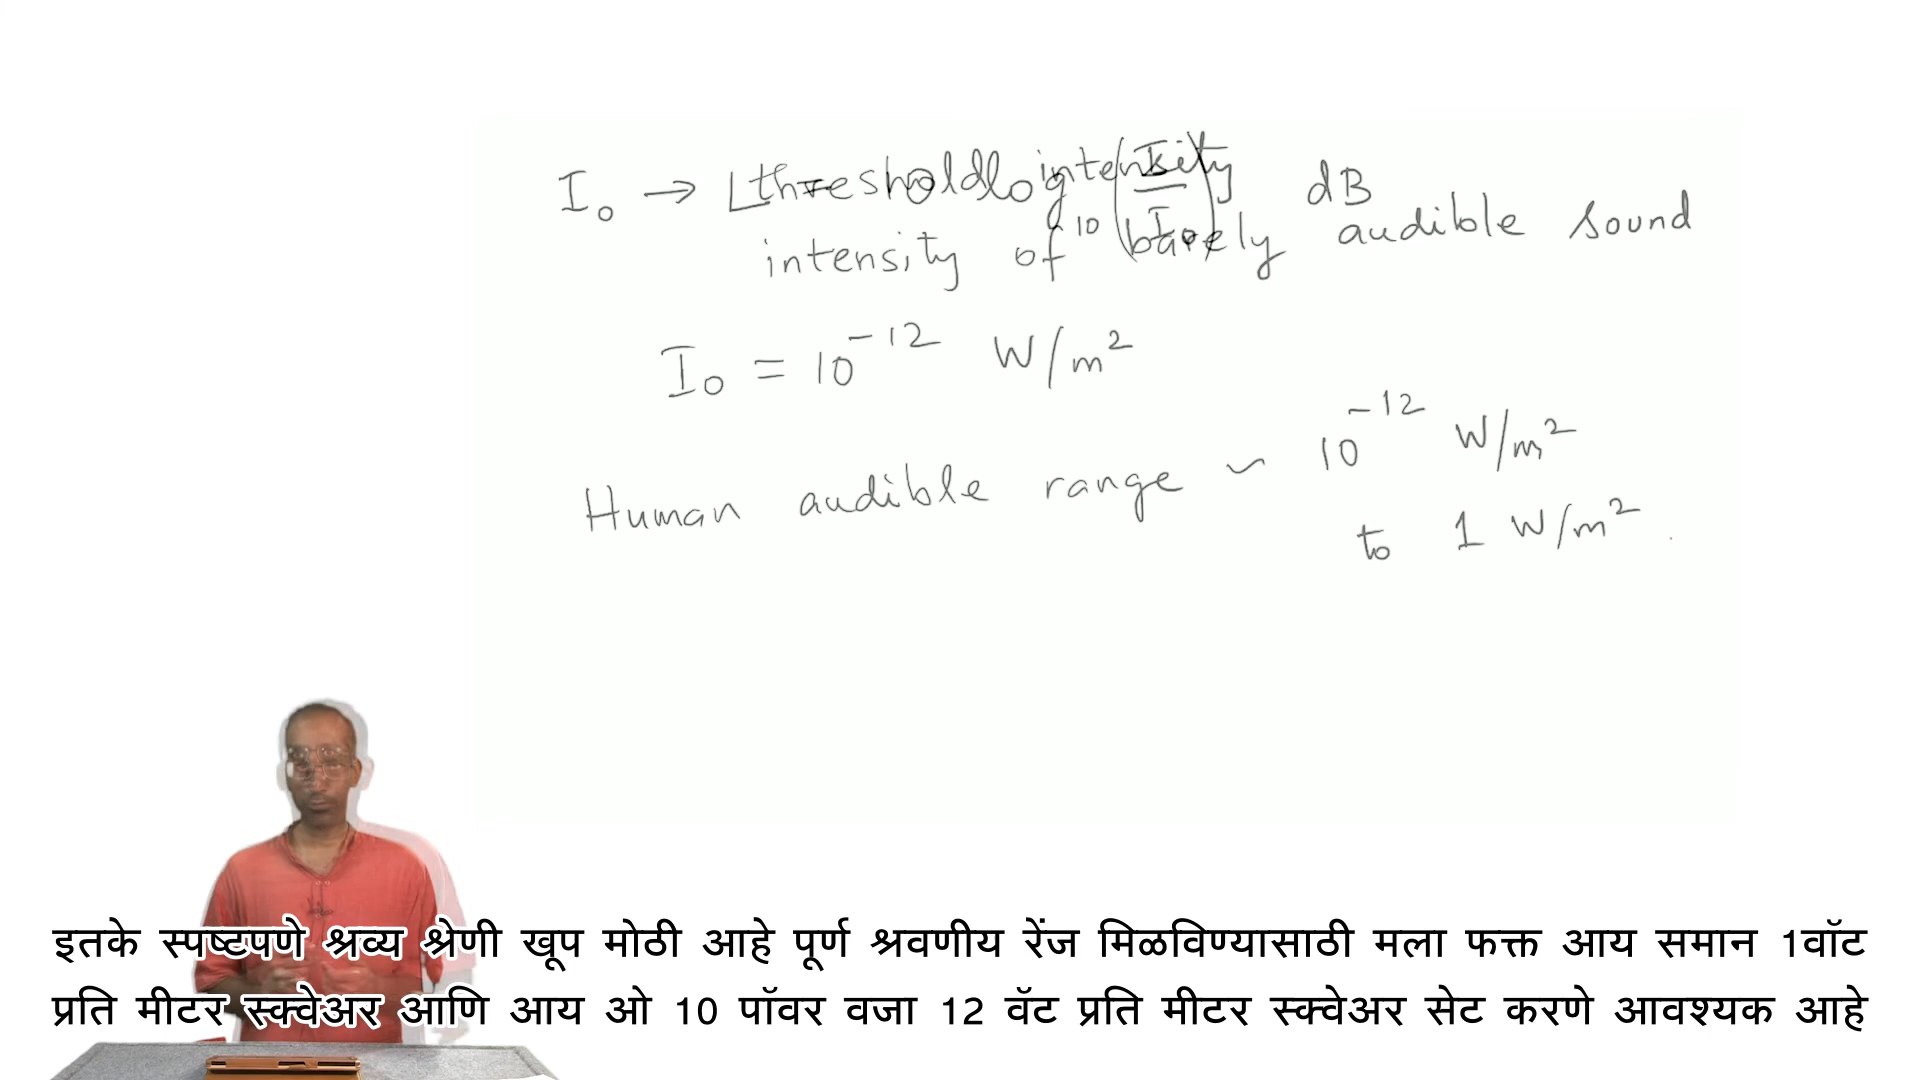 I₀ → threshold intensity
intensity of barely audible sound
dB
I₀ = 10⁻¹² W/m²
Human audible range ~ 10⁻¹² W/m²
to 1 W/m².
इतके स्पष्टपणे श्रव्य श्रेणी खूप मोठी आहे पूर्ण श्रवणीय रेंज मिळविण्यासाठी मला फक्त आय समान 1वॉट
प्रति मीटर स्क्वेअर आणि आय ओ 10 पॉवर वजा 12 वॅट प्रति मीटर स्क्वेअर सेट करणे आवश्यक आहे